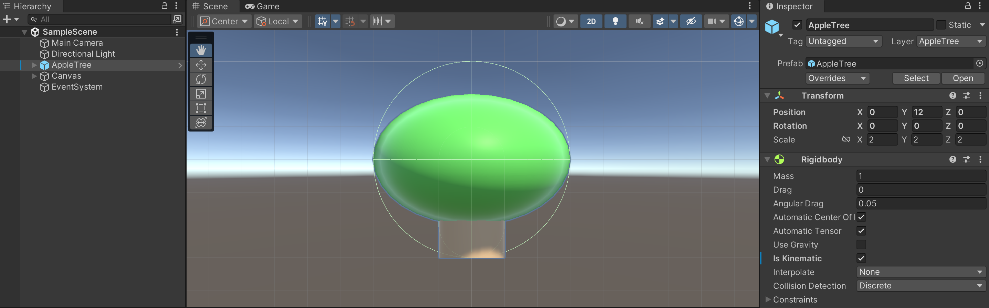 Hierarchy
All
SampleScene
Main Camera
Directional Light
AppleTree
Canvas
EventSystem
Scene Game
Center Local 2D
Inspector
AppleTree Static
Tag Untagged Layer AppleTree
Prefab AppleTree
Overrides Select Open
Transform
Position X 0 Y 12 Z 0
Rotation X 0 Y 0 Z 0
Scale X 2 Y 2 Z 2
Rigidbody
Mass 1
Drag 0
Angular Drag 0.05
Automatic Center Of
Automatic Tensor
Use Gravity
Is Kinematic
Interpolate None
Collision Detection Discrete
Constraints